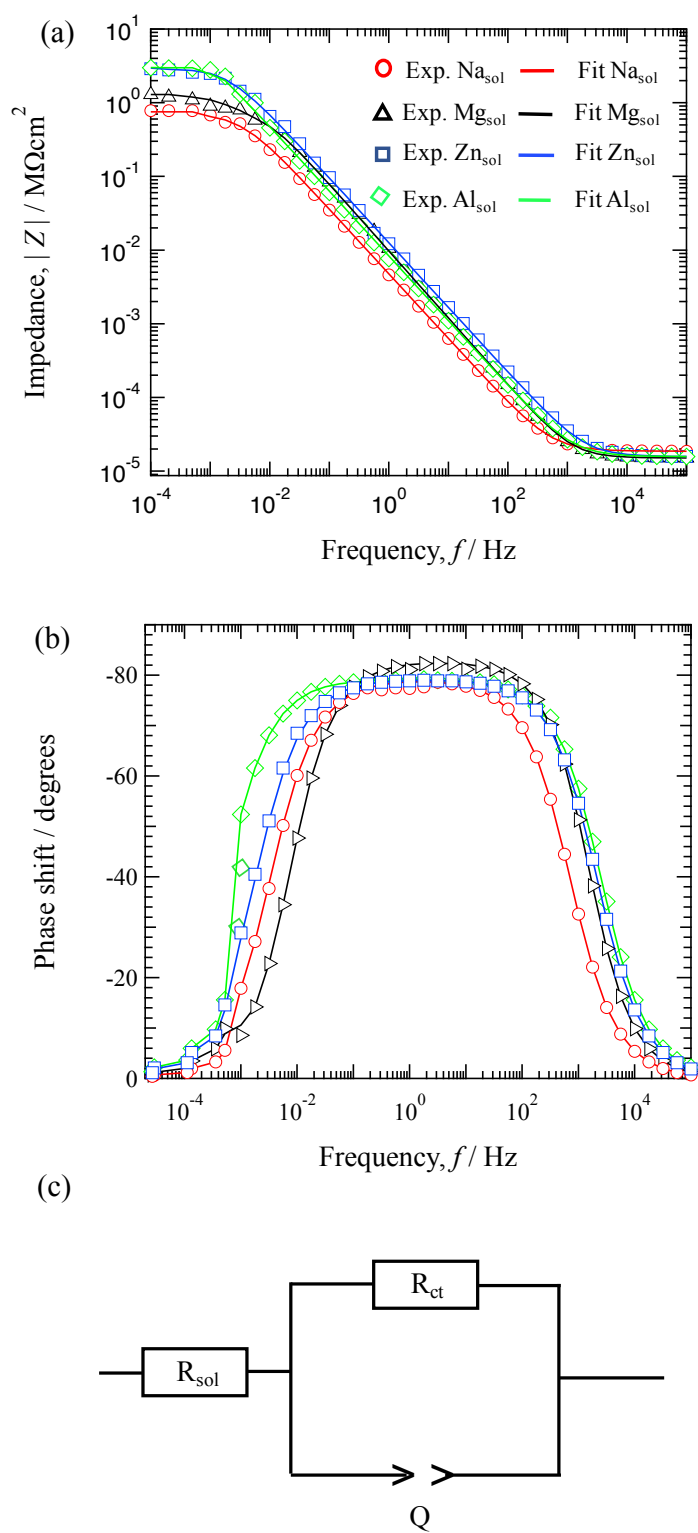 (a)
10^1
10^0
10^-1
10^-2
10^-3
10^-4
10^-5
Impedance, | Z | / MΩcm^2
Exp. Na_sol Fit Na_sol
Exp. Mg_sol Fit Mg_sol
Exp. Zn_sol Fit Zn_sol
Exp. Al_sol Fit Al_sol
10^-4 10^-2 10^0 10^2 10^4
Frequency, f / Hz
(b)
-80
-60
-40
-20
0
Phase shift / degrees
10^-4 10^-2 10^0 10^2 10^4
Frequency, f / Hz
(c)
R_ct
R_sol
Q